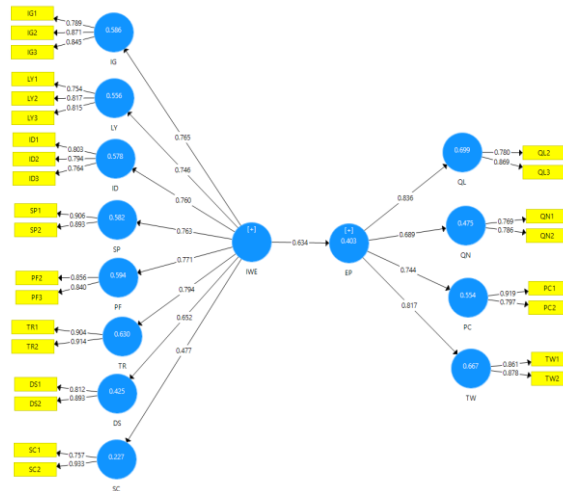 IG1
0.789
IG2
0.871
IG3
0.845
0.586
IG
LY1
0.754
LY2
0.817
LY3
0.815
0.556
LY
ID1
0.803
ID2
0.794
ID3
0.764
0.578
ID
SP1
0.906
SP2
0.893
0.582
SP
PF2
0.856
PF3
0.840
0.594
PF
TR1
0.904
TR2
0.914
0.630
TR
DS1
0.812
DS2
0.893
0.425
DS
SC1
0.757
SC2
0.933
0.227
SC
0.765
0.746
0.760
0.763
0.771
0.794
0.652
0.477
[+]
IWE
0.634
[+]
0.403
EP
0.836
0.689
0.744
0.817
0.699
QL
0.780
QL2
0.869
QL3
0.475
QN
0.769
QN1
0.786
QN2
0.554
PC
0.919
PC1
0.797
PC2
0.667
TW
0.861
TW1
0.878
TW2